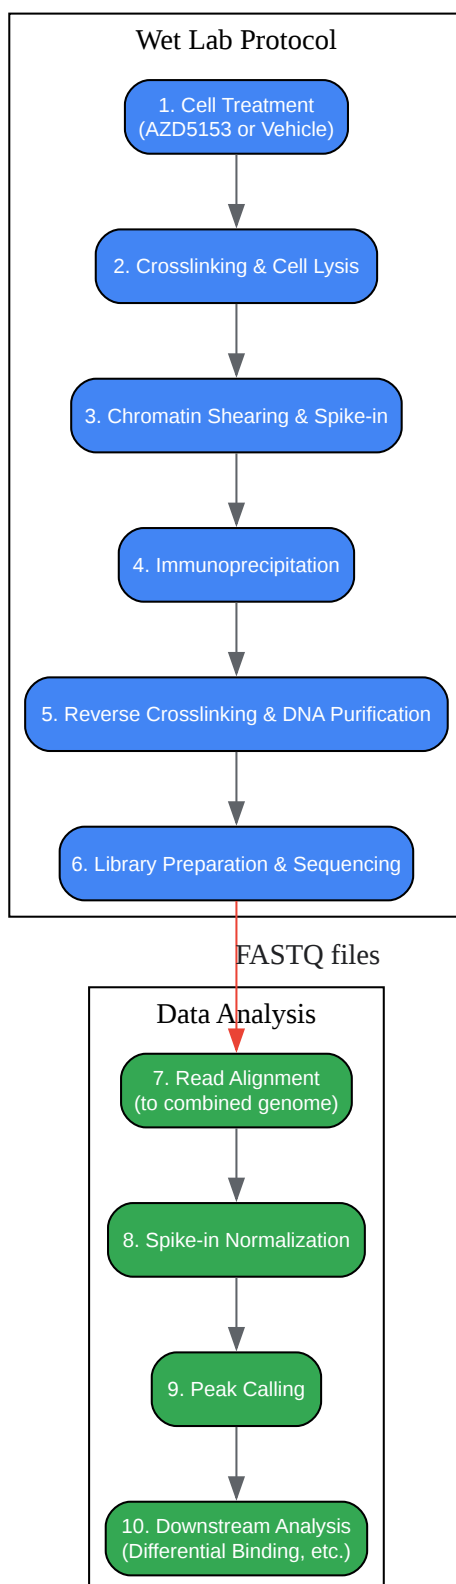 Wet Lab Protocol
1. Cell Treatment
(AZD5153 or Vehicle)
2. Crosslinking & Cell Lysis
3. Chromatin Shearing & Spike-in
4. Immunoprecipitation
5. Reverse Crosslinking & DNA Purification
6. Library Preparation & Sequencing
FASTQ files
Data Analysis
7. Read Alignment
(to combined genome)
8. Spike-in Normalization
9. Peak Calling
10. Downstream Analysis
(Differential Binding, etc.)